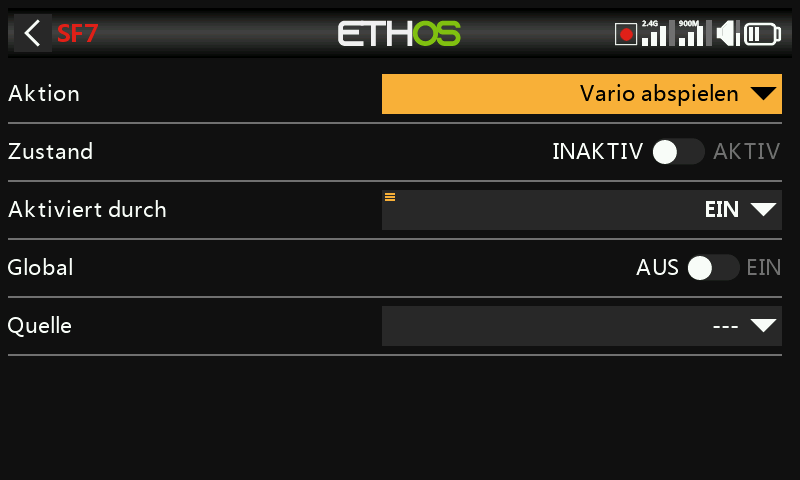 SF7
ETHOS
2.4G
900M
Aktion
Vario abspielen
Zustand
INAKTIV AKTIV
Aktiviert durch
EIN
Global
AUS EIN
Quelle
---